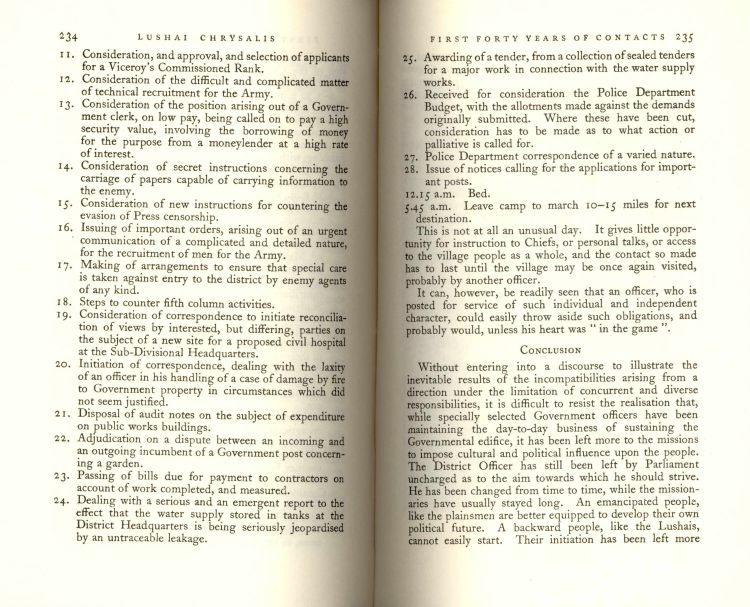 234 LUSHAI CHRYSALIS
11. Consideration, and approval, and selection of applicants
for a Viceroy's Commissioned Rank.
12. Consideration of the difficult and complicated matter
of technical recruitment for the Army.
13. Consideration of the position arising out of a Govern-
ment clerk, on low pay, being called on to pay a high
security value, involving the borrowing of money
for the purpose from a moneylender at a high rate
of interest.
14. Consideration of secret instructions concerning the
carriage of papers capable of carrying information to
the enemy.
15. Consideration of new instructions for countering the
evasion of Press censorship.
16. Issuing of important orders, arising out of an urgent
communication of a complicated and detailed nature,
for the recruitment of men for the Army.
17. Making of arrangements to ensure that special care
is taken against entry to the district by enemy agents
of any kind.
18. Steps to counter fifth column activities.
19. Consideration of correspondence to initiate reconcilia-
tion of views by interested, but differing, parties on
the subject of a new site for a proposed civil hospital
at the Sub-Divisional Headquarters.
20. Initiation of correspondence, dealing with the laxity
of an officer in his handling of a case of damage by fire
to Government property in circumstances which did
not seem justified.
21. Disposal of audit notes on the subject of expenditure
on public works buildings.
22. Adjudication on a dispute between an incoming and
an outgoing incumbent of a Government post concern-
ing a garden.
23. Passing of bills due for payment to contractors on
account of work completed, and measured.
24. Dealing with a serious and an emergent report to the
effect that the water supply stored in tanks at the
District Headquarters is being seriously jeopardised
by an untraceable leakage.
FIRST FORTY YEARS OF CONTACTS 235
25. Awarding of a tender, from a collection of sealed tenders
for a major work in connection with the water supply
works.
26. Received for consideration the Police Department
Budget, with the allotments made against the demands
originally submitted. Where these have been cut,
consideration has to be made as to what action or
palliative is called for.
27. Police Department correspondence of a varied nature.
28. Issue of notices calling for the applications for import-
ant posts.
12.15 a.m. Bed.
5.45 a.m. Leave camp to march 10–15 miles for next
destination.
This is not at all an unusual day. It gives little oppor-
tunity for instruction to Chiefs, or personal talks, or access
to the village people as a whole, and the contact so made
has to last until the village may be once again visited,
probably by another officer.
It can, however, be readily seen that an officer, who is
posted for service of such individual and independent
character, could easily throw aside such obligations, and
probably would, unless his heart was " in the game ".
CONCLUSION
Without entering into a discourse to illustrate the
inevitable results of the incompatibilities arising from a
direction under the limitation of concurrent and diverse
responsibilities, it is difficult to resist the realisation that,
while specially selected Government officers have been
maintaining the day-to-day business of sustaining the
Governmental edifice, it has been left more to the missions
to impose cultural and political influence upon the people.
The District Officer has still been left by Parliament
uncharged as to the aim towards which he should strive.
He has been changed from time to time, while the mission-
aries have usually stayed long. An emancipated people,
like the plainsmen are better equipped to develop their own
political future. A backward people, like the Lushais,
cannot easily start. Their initiation has been left more